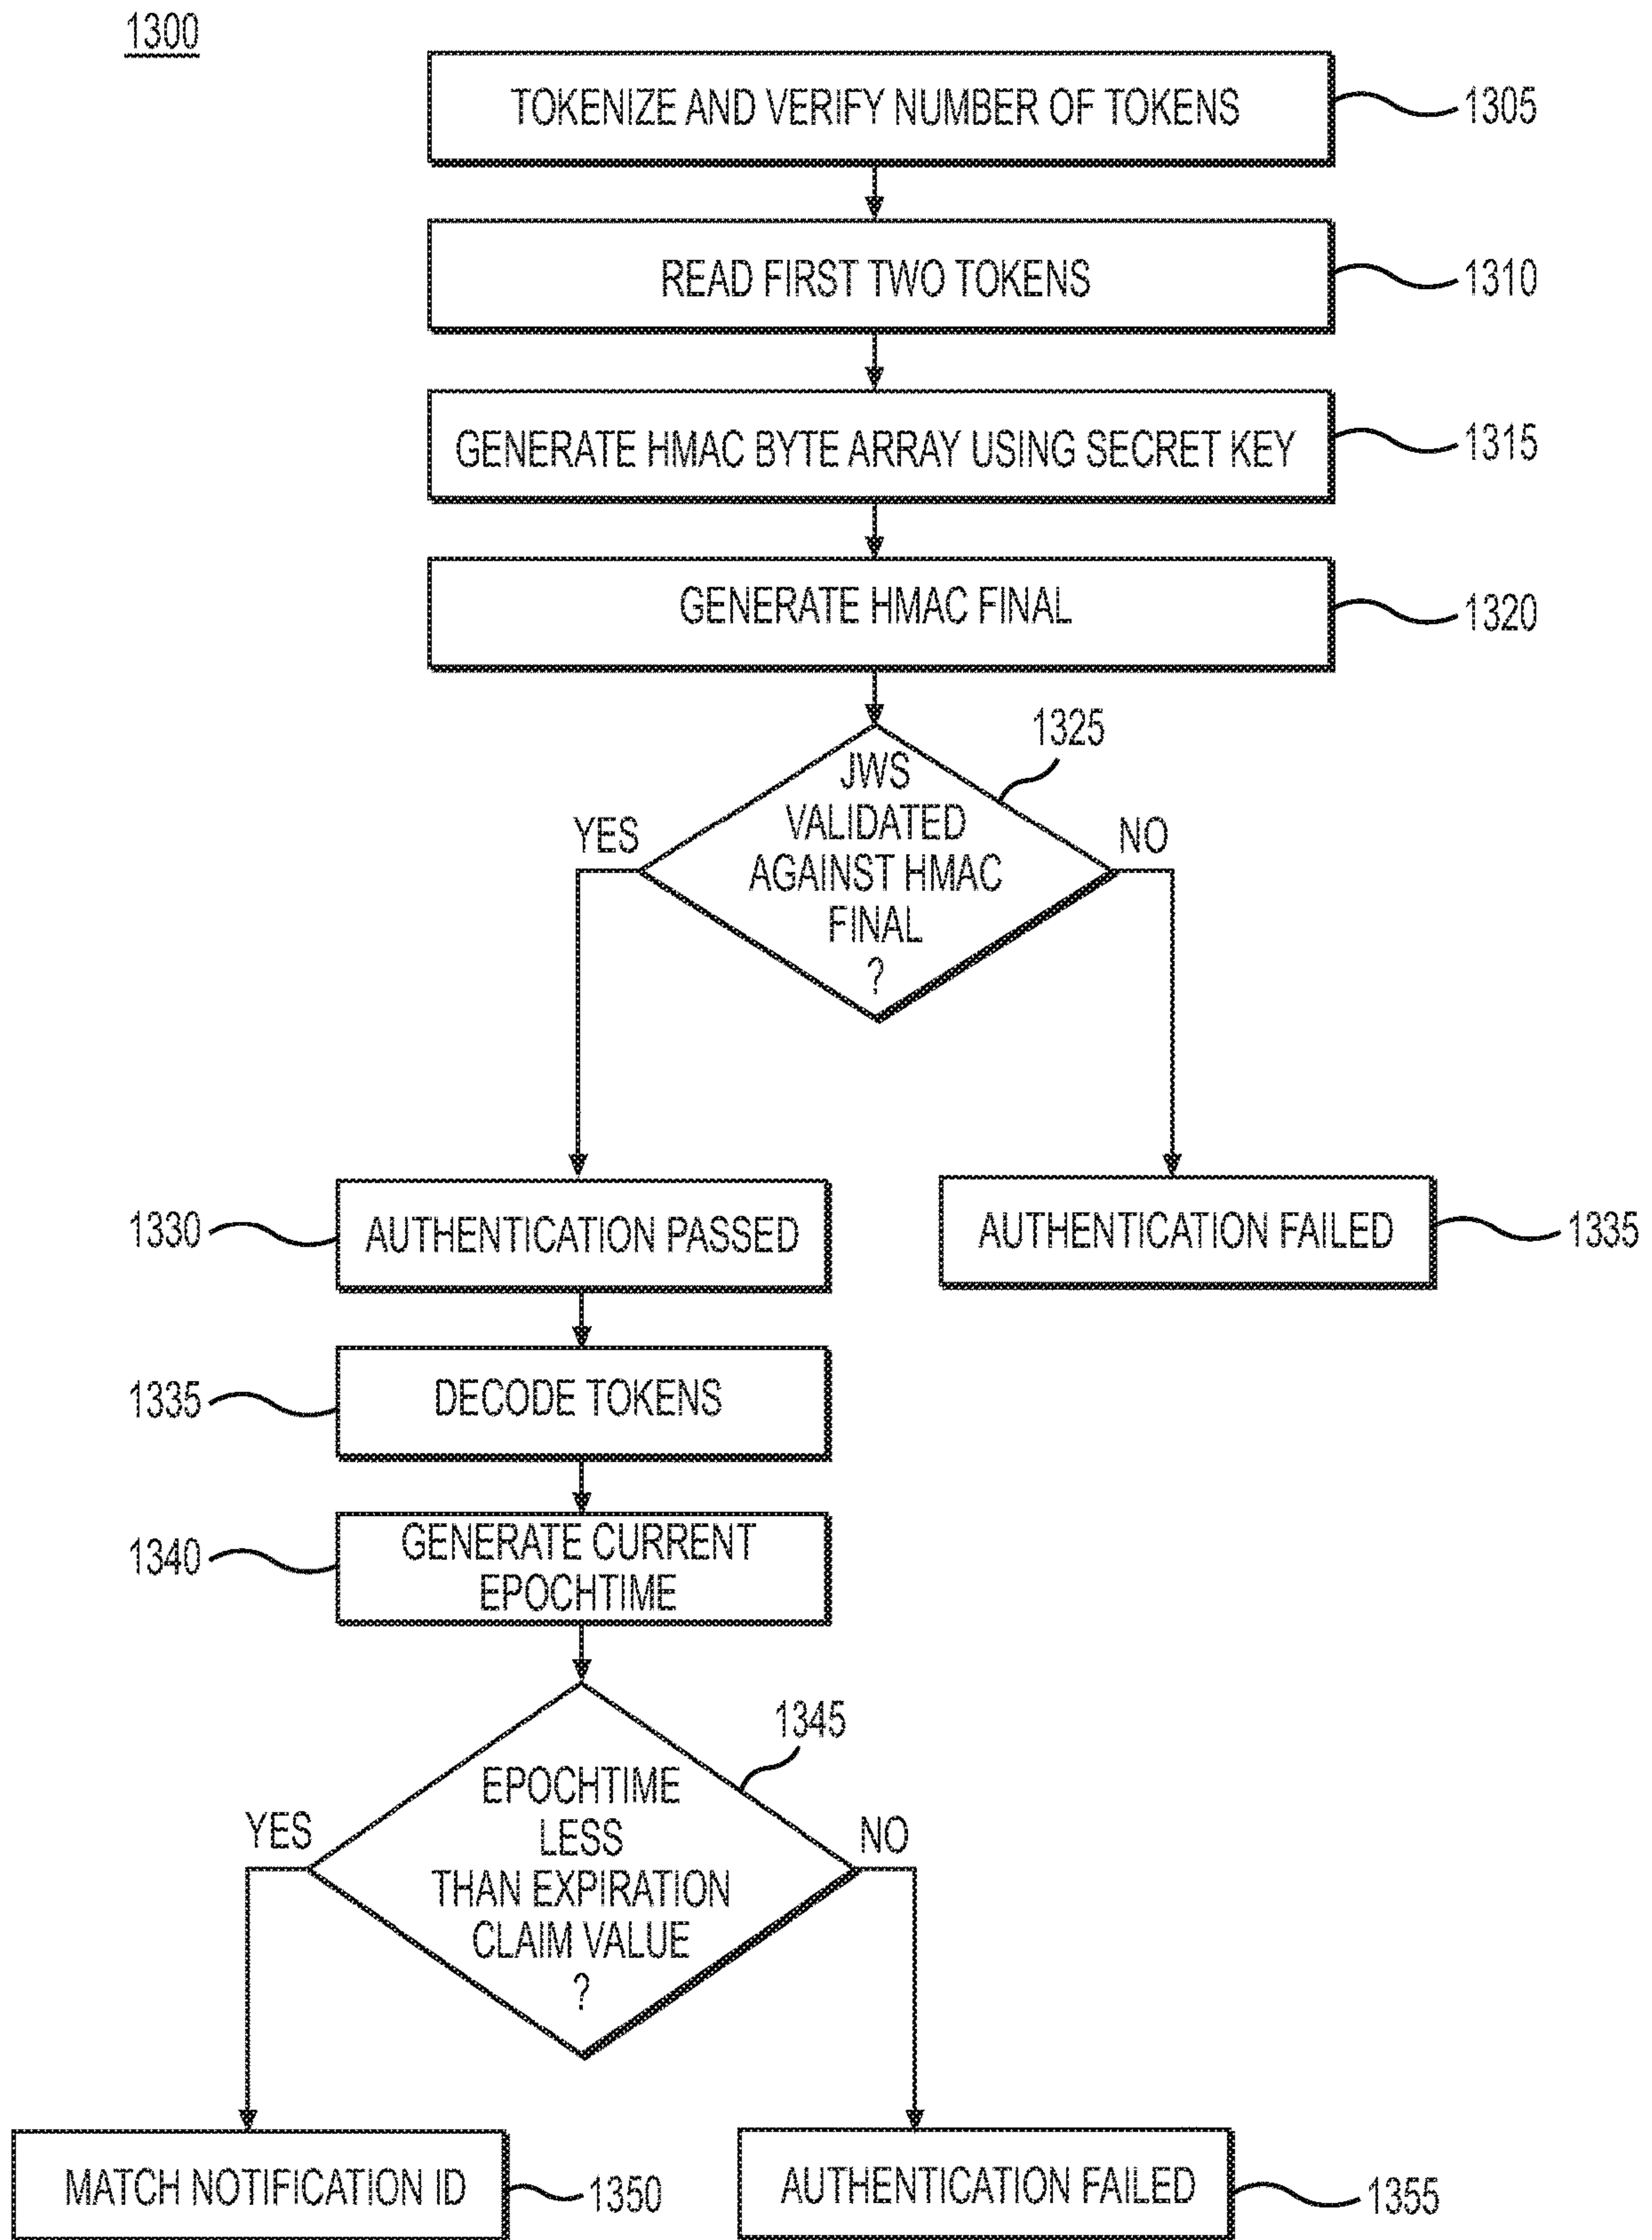 1300
TOKENIZE AND VERIFY NUMBER OF TOKENS
1305
READ FIRST TWO TOKENS
1310
GENERATE HMAC BYTE ARRAY USING SECRET KEY
1315
GENERATE HMAC FINAL
1320
1325
JWS
VALIDATED
AGAINST HMAC
FINAL
?
YES
NO
1330
AUTHENTICATION PASSED
AUTHENTICATION FAILED
1335
1335
DECODE TOKENS
1340
GENERATE CURRENT
EPOCHTIME
1345
EPOCHTIME
LESS
THAN EXPIRATION
CLAIM VALUE
?
YES
NO
MATCH NOTIFICATION ID
1350
AUTHENTICATION FAILED
1355